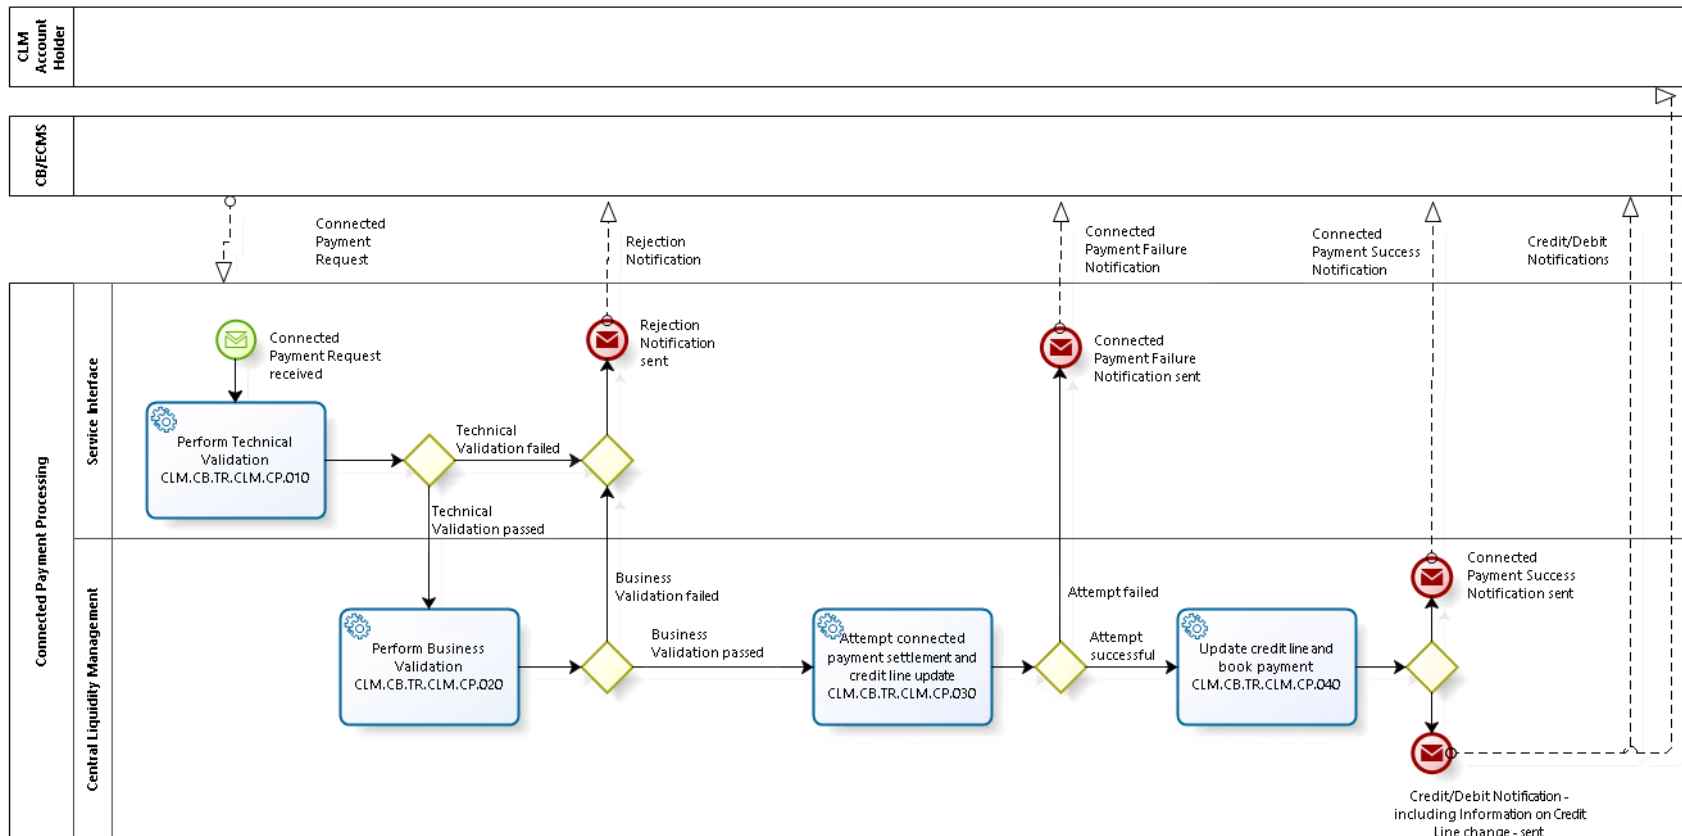 CLM
Account
Holder
CB/ECMS
Connected
Payment
Request
Rejection
Notification
Connected
Payment Failure
Notification
Connected
Payment Success
Notification
Credit/Debit
Notifications
Connected Payment Processing
Service Interface
Connected
Payment Request
received
Rejection
Notification
sent
Connected
Payment Failure
Notification sent
Perform Technical
Validation
CLM.CB.TR.CLM.CP.010
Technical
Validation failed
Technical
Validation passed
Central Liquidity Management
Business
Validation failed
Connected
Payment Success
Notification sent
Attempt failed
Perform Business
Validation
CLM.CB.TR.CLM.CP.020
Business
Validation passed
Attempt connected
payment settlement and
credit line update
CLM.CB.TR.CLM.CP.030
Attempt
successful
Update credit line and
book payment
CLM.CB.TR.CLM.CP.040
Credit/Debit Notification -
including Information on Credit
Line change - sent